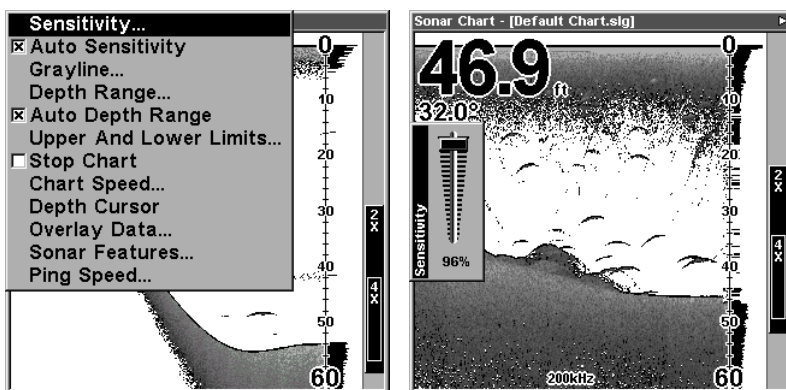 Sensitivity...
Auto Sensitivity
Grayline...
Depth Range...
Auto Depth Range
Upper And Lower Limits...
Stop Chart
Chart Speed...
Depth Cursor
Overlay Data...
Sonar Features...
Ping Speed...
0
10
20
30
40
50
60
2X
4X
Sonar Chart - [Default Chart.slg]
46.9 ft
32.0°
Sensitivity
96%
0
10
20
30
40
50
60
200kHz
2X
4X